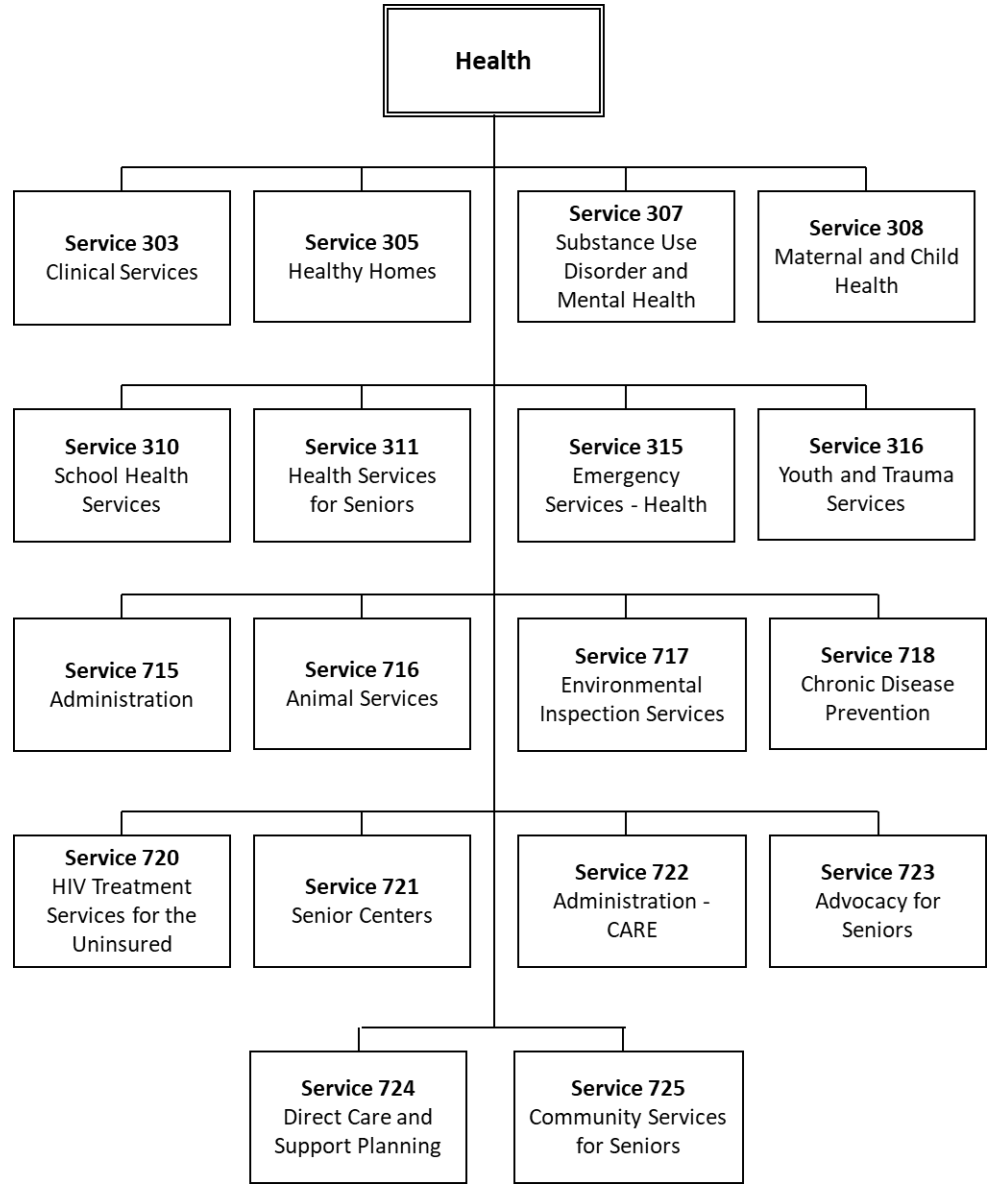 Health
Service 303
Clinical Services
Service 305
Healthy Homes
Service 307
Substance Use
Disorder and
Mental Health
Service 308
Maternal and Child
Health
Service 310
School Health
Services
Service 311
Health Services
for Seniors
Service 315
Emergency
Services - Health
Service 316
Youth and Trauma
Services
Service 715
Administration
Service 716
Animal Services
Service 717
Environmental
Inspection Services
Service 718
Chronic Disease
Prevention
Service 720
HIV Treatment
Services for the
Uninsured
Service 721
Senior Centers
Service 722
Administration -
CARE
Service 723
Advocacy for
Seniors
Service 724
Direct Care and
Support Planning
Service 725
Community Services
for Seniors